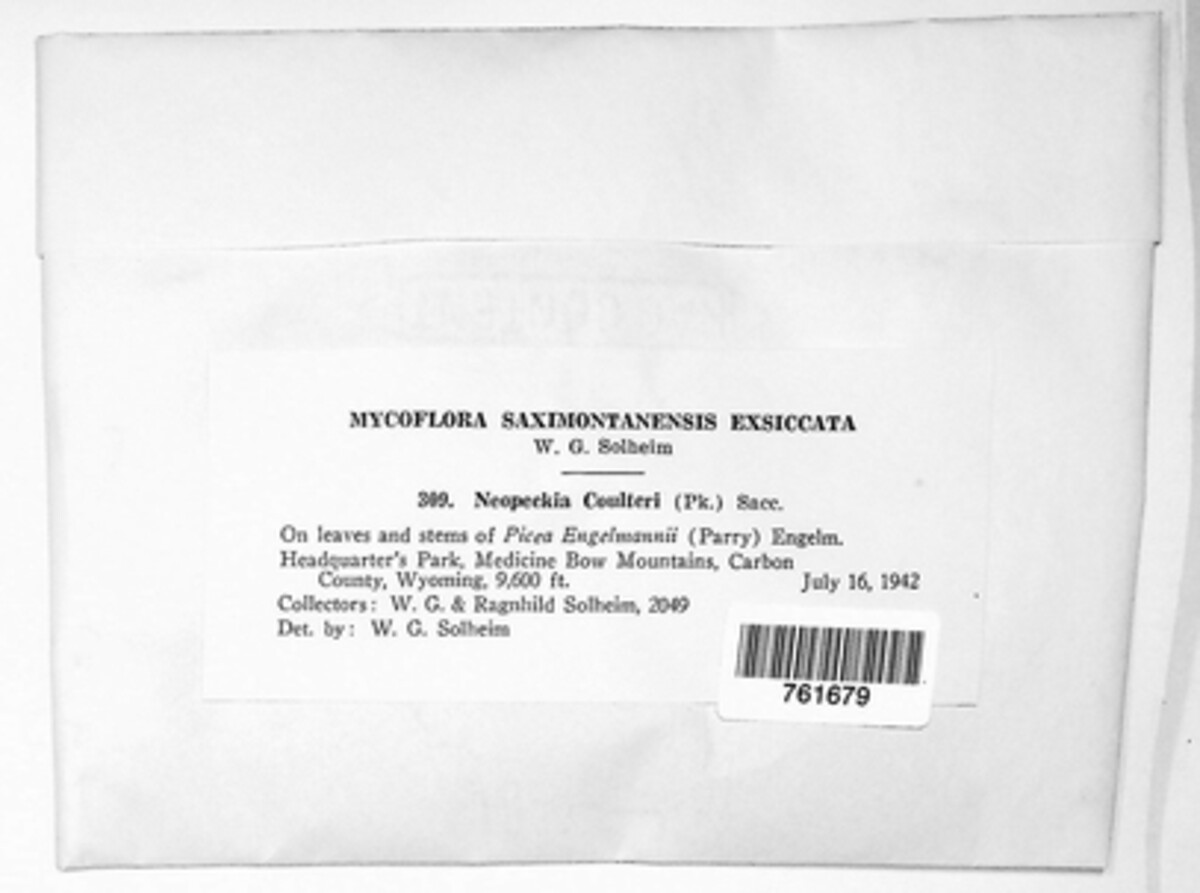 MYCOFLORA SAXIMONTANENSIS EXSICCATA
W. G. Solheim
309. Neopeckia Coulteri (Pk.) Sacc.
On leaves and stems of Picea Engelmannii (Parry) Engelm.
Headquarter's Park, Medicine Bow Mountains, Carbon
County, Wyoming, 9,600 ft. July 16, 1942
Collectors: W. G. & Ragnhild Solheim, 2049
Det. by: W. G. Solheim
761679